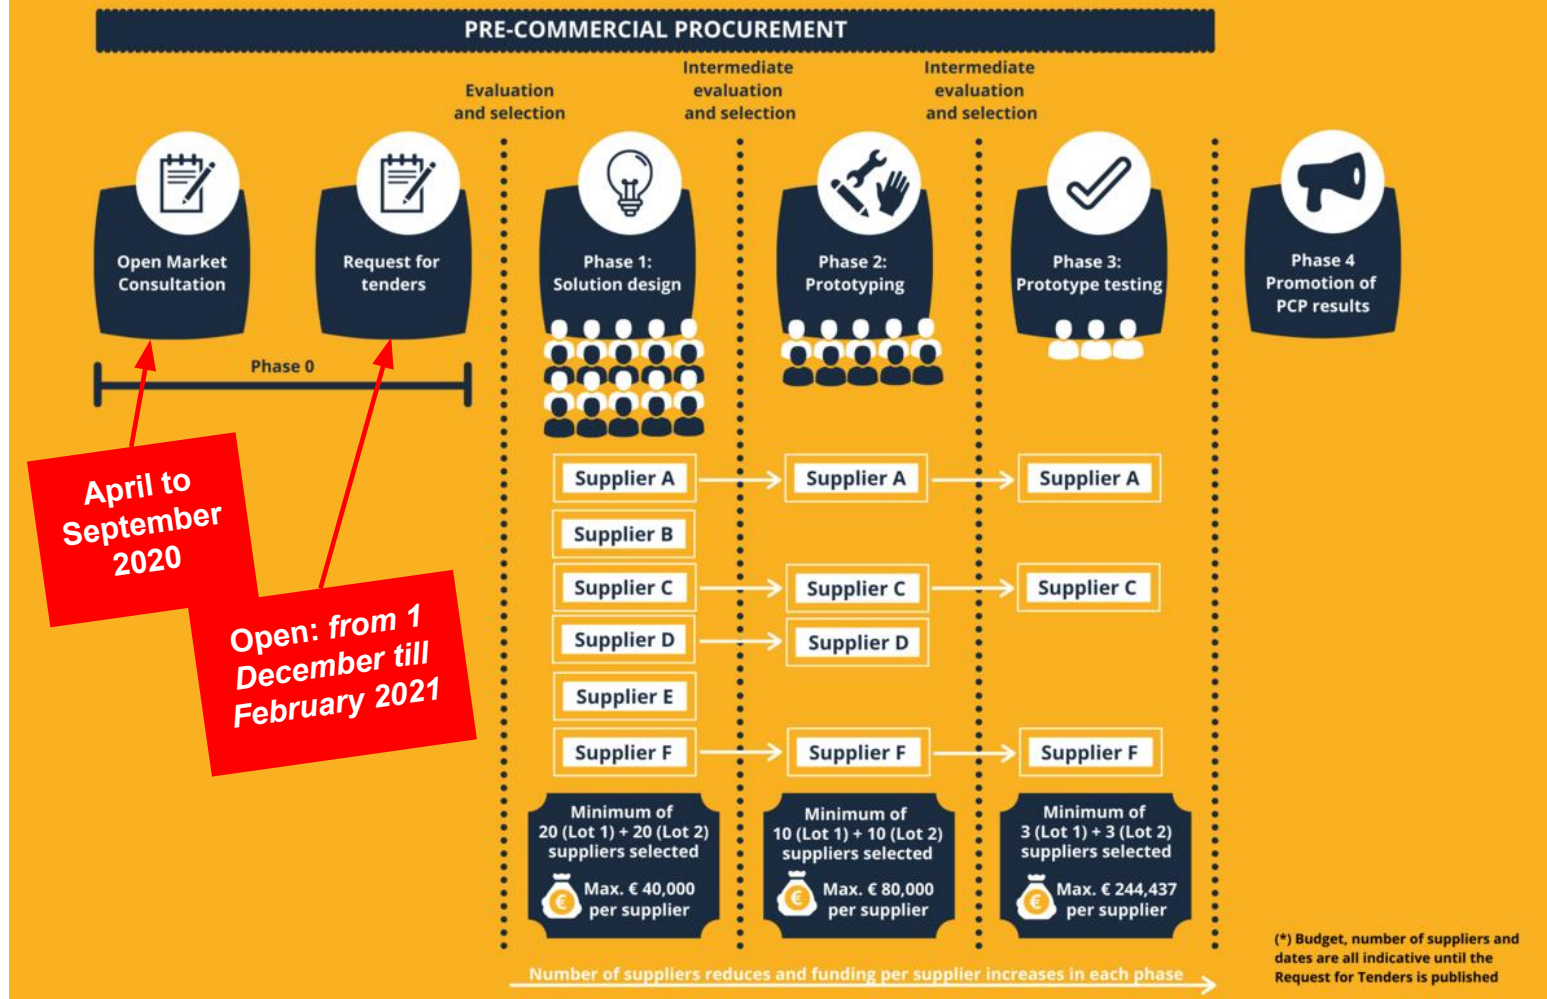 PRE-COMMERCIAL PROCUREMENT
Evaluation
and selection
Intermediate
evaluation
and selection
Intermediate
evaluation
and selection
Open Market
Consultation
Request for
tenders
Phase 1:
Solution design
Phase 2:
Prototyping
Phase 3:
Prototype testing
Phase 4
Promotion of
PCP results
Phase 0
April to
September
2020
Open: from 1
December till
February 2021
Supplier A
Supplier A
Supplier A
Supplier B
Supplier C
Supplier C
Supplier C
Supplier D
Supplier D
Supplier E
Supplier F
Supplier F
Supplier F
Minimum of
20 (Lot 1) + 20 (Lot 2)
suppliers selected
€
Max. € 40,000
per supplier
Minimum of
10 (Lot 1) + 10 (Lot 2)
suppliers selected
€
Max. € 80,000
per supplier
Minimum of
3 (Lot 1) + 3 (Lot 2)
suppliers selected
€
Max. € 244,437
per supplier
Number of suppliers reduces and funding per supplier increases in each phase
(*) Budget, number of suppliers and
dates are all indicative until the
Request for Tenders is published